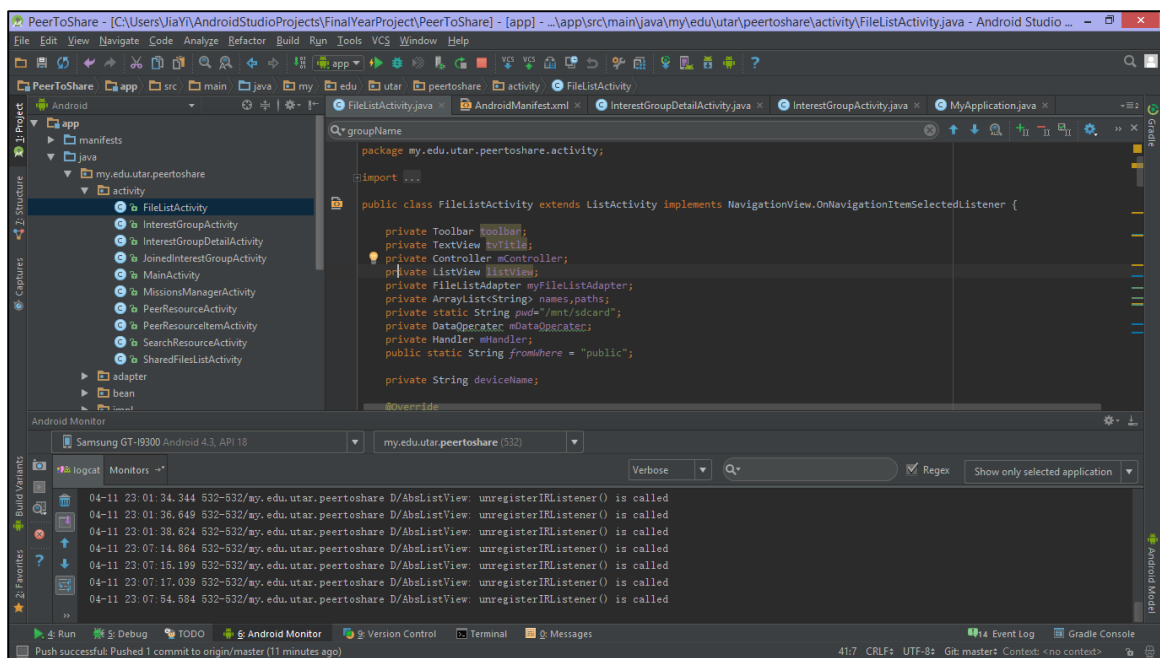 PeerToShare - [C:\Users\JiaYi\AndroidStudioProjects\FinalYearProject\PeerToShare] - [app] - ...\app\src\main\java\my\edu\utar\peertoshare\activity\FileListActivity.java - Android Studio ...
File Edit View Navigate Code Analyze Refactor Build Run Tools VCS Window Help
app
PeerToShare app src main java my edu utar peertoshare activity FileListActivity
1: Project
Android
FileListActivity.java AndroidManifest.xml InterestGroupDetailActivity.java InterestGroupActivity.java MyApplication.java
Gradle
app
manifests
java
my.edu.utar.peertoshare
activity
FileListActivity
InterestGroupActivity
InterestGroupDetailActivity
JoinedInterestGroupActivity
MainActivity
MissionsManagerActivity
PeerResourceActivity
PeerResourceItemActivity
SearchResourceActivity
SharedFilesListActivity
adapter
bean
impl
Z: Structure
Captures
groupName
package my.edu.utar.peertoshare.activity;
import ...
public class FileListActivity extends ListActivity implements NavigationView.OnNavigationItemSelectedListener {
private Toolbar toolbar;
private TextView tvTitle;
private Controller mController;
private ListView listView;
private FileListAdapter myFileListAdapter;
private ArrayList<String> names,paths;
private static String pwd="/mnt/sdcard";
private DataOperater mDataOperater;
private Handler mHandler;
public static String fromWhere = "public";
private String deviceName;
@Override
Android Monitor
Samsung GT-I9300 Android 4.3, API 18 my.edu.utar.peertoshare (532)
logcat Monitors Verbose Regex Show only selected application
04-11 23:01:34.344 532-532/my.edu.utar.peertoshare D/AbsListView: unregisterIRListener() is called
04-11 23:01:36.649 532-532/my.edu.utar.peertoshare D/AbsListView: unregisterIRListener() is called
04-11 23:01:38.624 532-532/my.edu.utar.peertoshare D/AbsListView: unregisterIRListener() is called
04-11 23:07:14.864 532-532/my.edu.utar.peertoshare D/AbsListView: unregisterIRListener() is called
04-11 23:07:15.199 532-532/my.edu.utar.peertoshare D/AbsListView: unregisterIRListener() is called
04-11 23:07:17.039 532-532/my.edu.utar.peertoshare D/AbsListView: unregisterIRListener() is called
04-11 23:07:54.584 532-532/my.edu.utar.peertoshare D/AbsListView: unregisterIRListener() is called
Build Variants
2: Favorites
Android Model
4: Run 5: Debug TODO 6: Android Monitor 9: Version Control Terminal 0: Messages 14 Event Log Gradle Console
Push successful: Pushed 1 commit to origin/master (11 minutes ago) 41:7 CRLF UTF-8 Git: master Context: <no context>